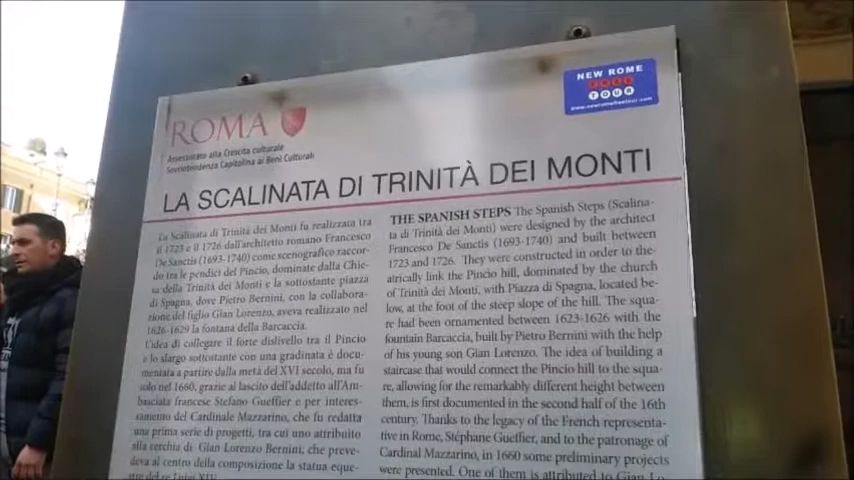 ROMA
Assessorato alla Crescita culturale
Sovrintendenza Capitolina ai Beni Culturali
NEW ROME
FREE
TOUR
www.newromefreetour.com
LA SCALINATA DI TRINITÀ DEI MONTI
La Scalinata di Trinità dei Monti fu realizzata tra
il 1723 e il 1726 dall'architetto romano Francesco
De Sanctis (1693-1740) come scenografico raccor-
do tra le pendici del Pincio, dominate dalla Chie-
sa della Trinità dei Monti, e la sottostante piazza
di Spagna, dove Pietro Bernini, con la collabora-
zione del figlio Gian Lorenzo, aveva realizzato nel
1626-1629 la fontana della Barcaccia.
L'idea di collegare il forte dislivello tra il Pincio
e lo slargo sottostante con una gradinata è docu-
mentata a partire dalla metà del XVI secolo, ma fu
solo nel 1660, grazie al lascito dell'addetto all'Am-
basciata francese Stefano Gueffier e per interes-
samento del Cardinale Mazzarino, che fu redatta
una prima serie di progetti, tra cui uno attribuito
alla cerchia di Gian Lorenzo Bernini, che preve-
deva al centro della composizione la statua eque-
stre del re Luigi XIV
THE SPANISH STEPS The Spanish Steps (Scalina-
ta di Trinità dei Monti) were designed by the architect
Francesco De Sanctis (1693-1740) and built between
1723 and 1726. They were constructed in order to the-
atrically link the Pincio hill, dominated by the church
of Trinità dei Monti, with Piazza di Spagna, located be-
low, at the foot of the steep slope of the hill. The squa-
re had been ornamented between 1623-1626 with the
fountain Barcaccia, built by Pietro Bernini with the help
of his young son Gian Lorenzo. The idea of building a
staircase that would connect the Pincio hill to the squa-
re, allowing for the remarkably different height between
them, is first documented in the second half of the 16th
century. Thanks to the legacy of the French representa-
tive in Rome, Stéphane Gueffier, and to the patronage of
Cardinal Mazzarino, in 1660 some preliminary projects
were presented. One of them is attributed to Gian Lo-